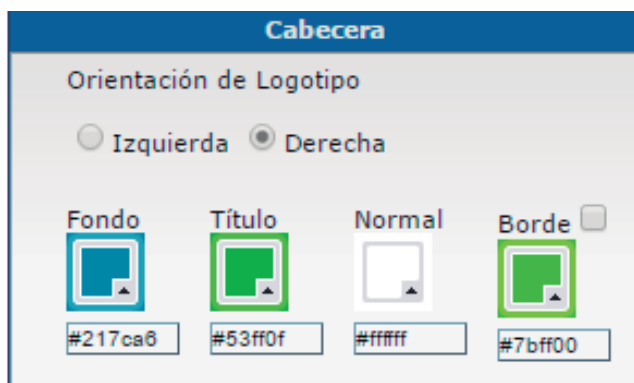 Cabecera
Orientación de Logotipo
Izquierda Derecha
Fondo Título Normal Borde
#217ca6 #53ff0f #ffffff #7bff00